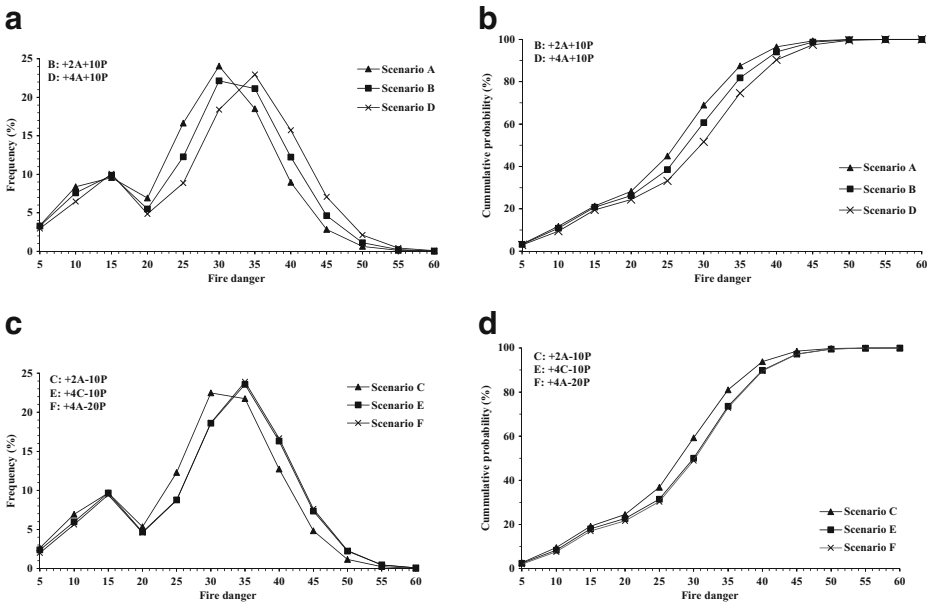 a
B: +2A+10P
D: +4A+10P
Scenario A
Scenario B
Scenario D
Frequency (%)
25
20
15
10
5
0
5 10 15 20 25 30 35 40 45 50 55 60
Fire danger
b
B: +2A+10P
D: +4A+10P
Scenario A
Scenario B
Scenario D
Cummulative probability (%)
100
80
60
40
20
0
5 10 15 20 25 30 35 40 45 50 55 60
Fire danger
c
C: +2A-10P
E: +4C-10P
F: +4A-20P
Scenario C
Scenario E
Scenario F
Frequency (%)
25
20
15
10
5
0
5 10 15 20 25 30 35 40 45 50 55 60
Fire danger
d
C: +2A-10P
E: +4C-10P
F: +4A-20P
Scenario C
Scenario E
Scenario F
Cummulative probability (%)
100
80
60
40
20
0
5 10 15 20 25 30 35 40 45 50 55 60
Fire danger